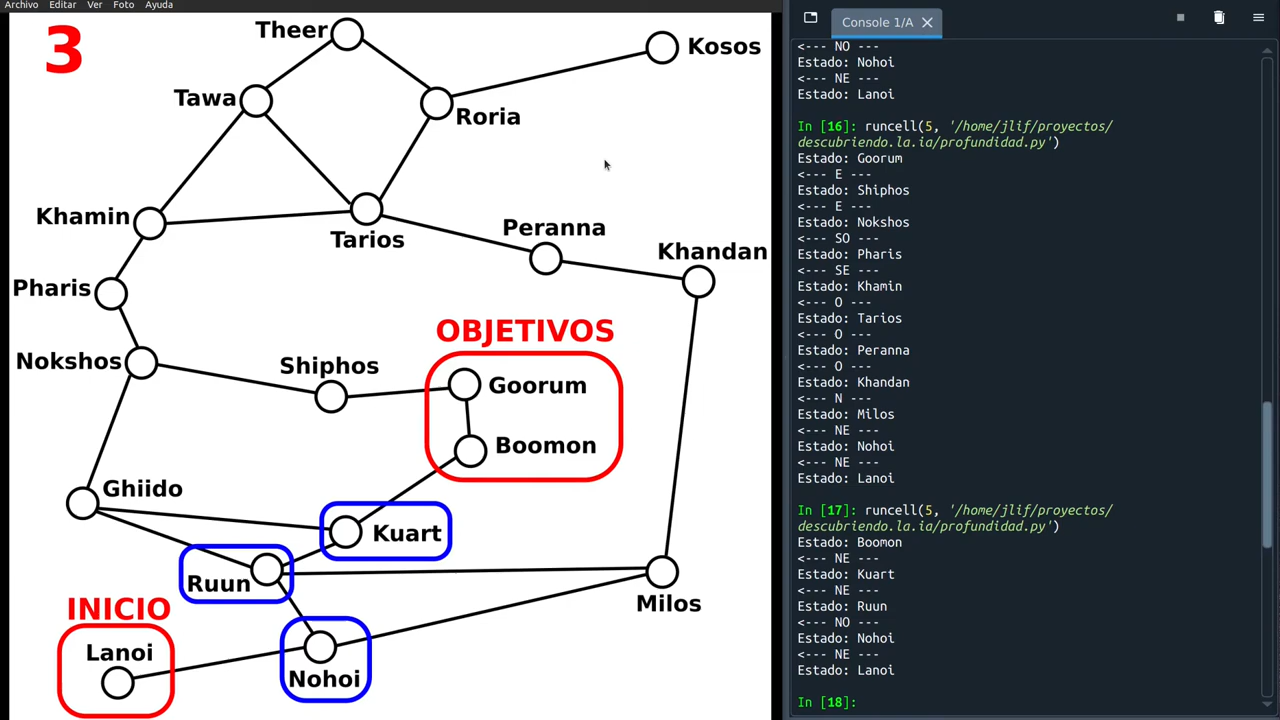 Archivo Editar Ver Foto Ayuda
3
Theer
Kosos
Tawa
Roria
Khamin
Tarios
Peranna
Khandan
Pharis
OBJETIVOS
Nokshos
Shiphos
Goorum
Boomon
Ghiido
Kuart
Ruun
Milos
INICIO
Lanoi
Nohoi
Console 1/A
<--- NO ---
Estado: Nohoi
<--- NE ---
Estado: Lanoi
In [16]: runcell(5, '/home/jlif/proyectos/
descubriendo.la.ia/profundidad.py')
Estado: Goorum
<--- E ---
Estado: Shiphos
<--- E ---
Estado: Nokshos
<--- SO ---
Estado: Pharis
<--- SE ---
Estado: Khamin
<--- O ---
Estado: Tarios
<--- O ---
Estado: Peranna
<--- O ---
Estado: Khandan
<--- N ---
Estado: Milos
<--- NE ---
Estado: Nohoi
<--- NE ---
Estado: Lanoi
In [17]: runcell(5, '/home/jlif/proyectos/
descubriendo.la.ia/profundidad.py')
Estado: Boomon
<--- NE ---
Estado: Kuart
<--- NE ---
Estado: Ruun
<--- NO ---
Estado: Nohoi
<--- NE ---
Estado: Lanoi
In [18]: